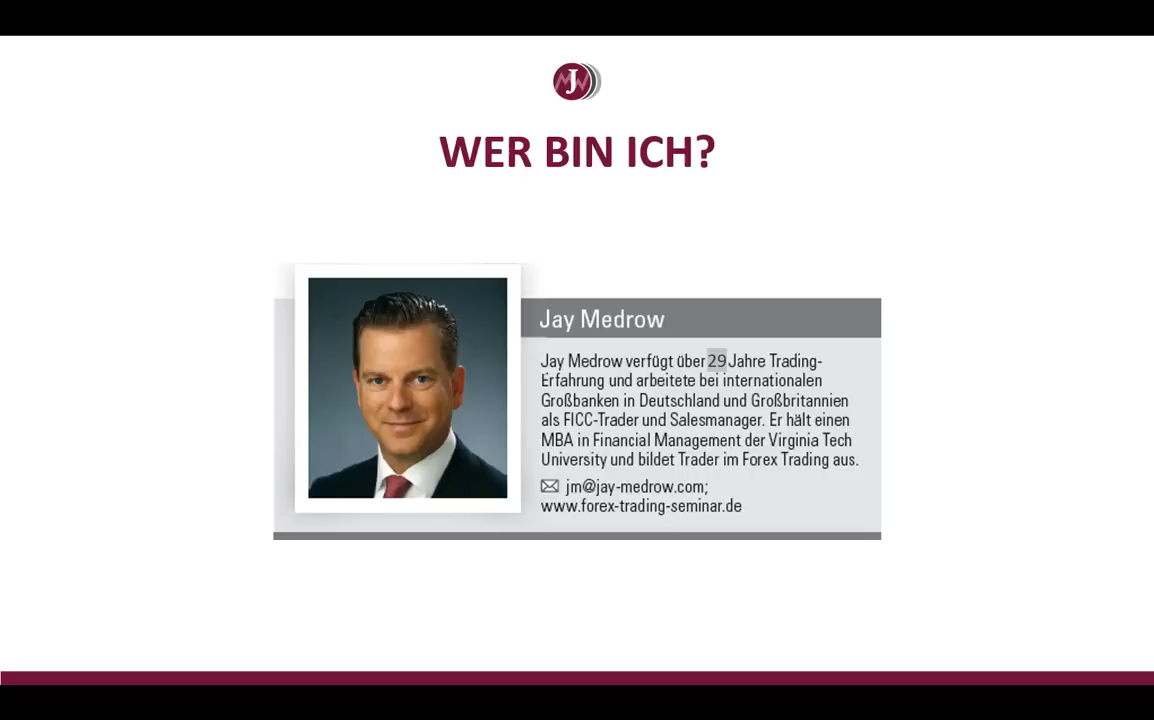 J
WER BIN ICH?
Jay Medrow
Jay Medrow verfügt über 29 Jahre Trading-
Erfahrung und arbeitete bei internationalen
Großbanken in Deutschland und Großbritannien
als FICC-Trader und Salesmanager. Er hält einen
MBA in Financial Management der Virginia Tech
University und bildet Trader im Forex Trading aus.
jm@jay-medrow.com;
www.forex-trading-seminar.de